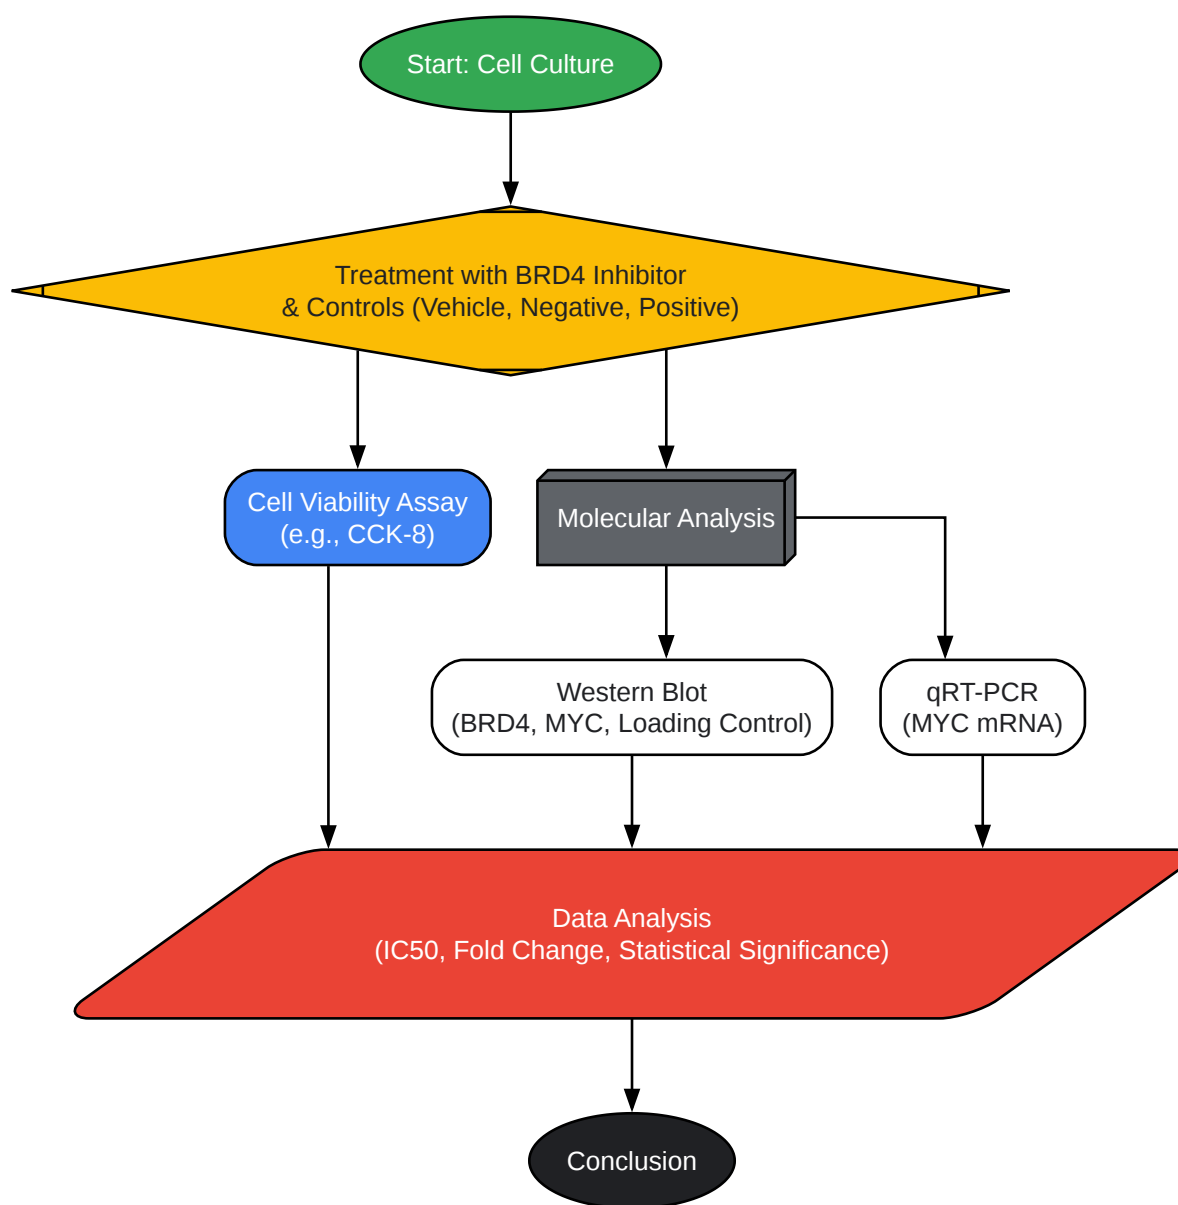 Start: Cell Culture
Treatment with BRD4 Inhibitor
& Controls (Vehicle, Negative, Positive)
Cell Viability Assay
(e.g., CCK-8)
Molecular Analysis
Western Blot
(BRD4, MYC, Loading Control)
qRT-PCR
(MYC mRNA)
Data Analysis
(IC50, Fold Change, Statistical Significance)
Conclusion